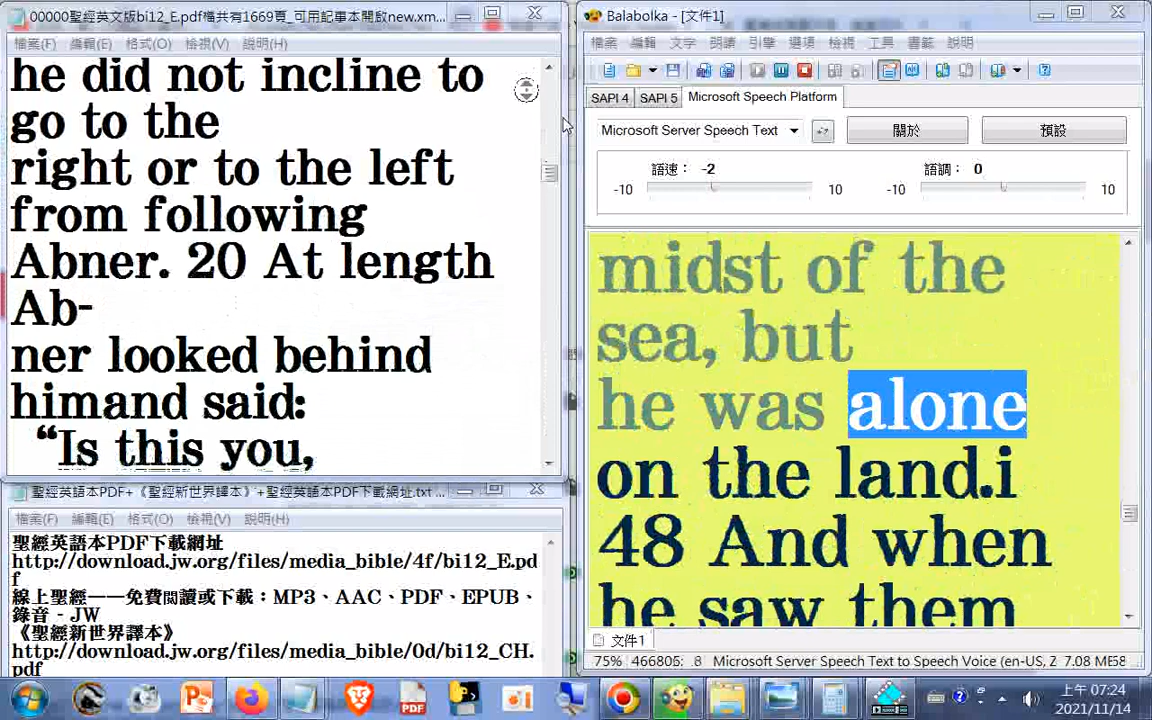 00000聖經英文版bi12_E.pdf檔共有1669頁_可用記事本開啟new.xm...
檔案(F) 編輯(E) 格式(O) 檢視(V) 說明(H)
he did not incline to
go to the
right or to the left
from following
Abner. 20 At length
Ab-
ner looked behind
himand said:
“Is this you,
聖經英語本PDF+《聖經新世界譯本》+聖經英語本PDF下載網址.txt ...
檔案(F) 編輯(E) 格式(O) 檢視(V) 說明(H)
聖經英語本PDF下載網址
http://download.jw.org/files/media_bible/4f/bi12_E.pd
f
線上聖經——免費閱讀或下載：MP3、AAC、PDF、EPUB、
錄音 - JW
《聖經新世界譯本》
http://download.jw.org/files/media_bible/0d/bi12_CH.
pdf
Balabolka - [文件1]
檔案 編輯 文字 朗讀 引擎 選項 檢視 工具 書籤 說明
SAPI 4 SAPI 5 Microsoft Speech Platform
Microsoft Server Speech Text 關於 預設
語速： -2 語調： 0
-10 10 -10 10
midst of the
sea, but
he was alone
on the land.i
48 And when
he saw them
文件1
75% 466805: 8 Microsoft Server Speech Text to Speech Voice (en-US, Z 7.08 ME58
上午 07:24
2021/11/14